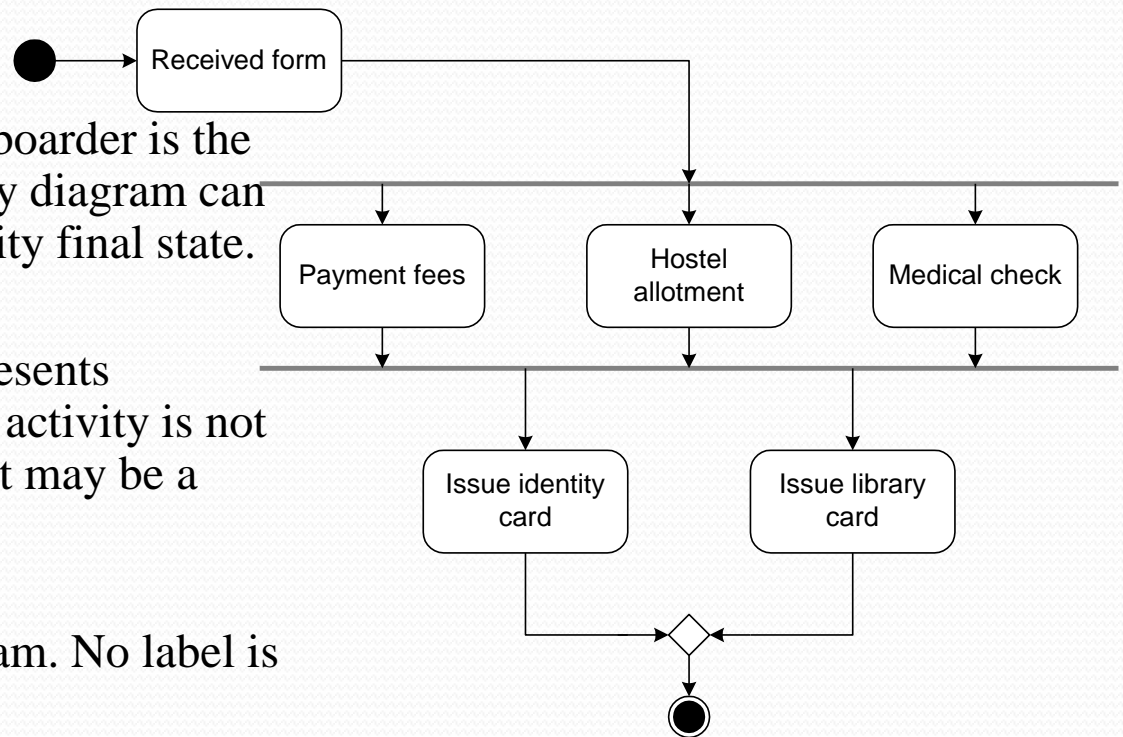 Received form
boarder is the
y diagram can
ity final state.
Payment fees
Hostel
allotment
Medical check
esents
activity is not
t may be a
Issue identity
card
Issue library
card
am. No label is